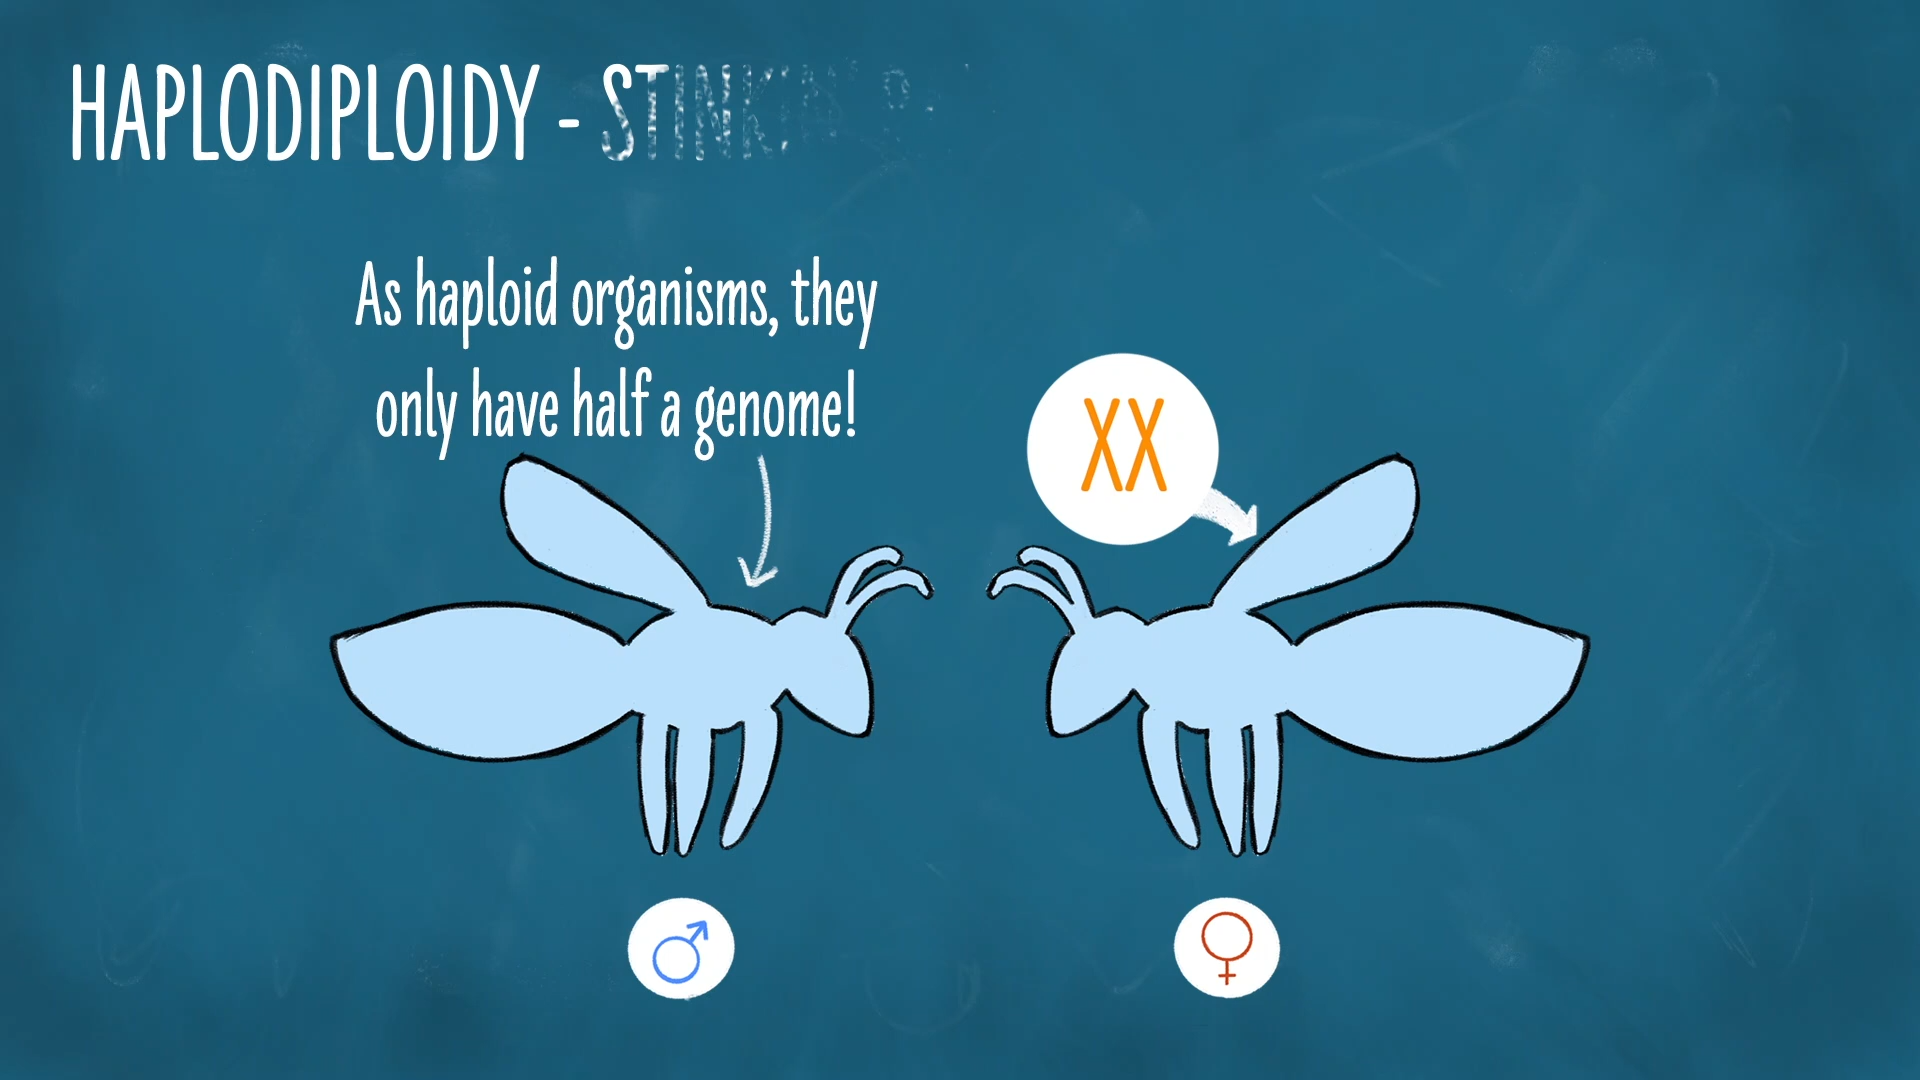 HAPLODIPLOIDY -
As haploid organisms, they
only have half a genome!
XX
♂
♀